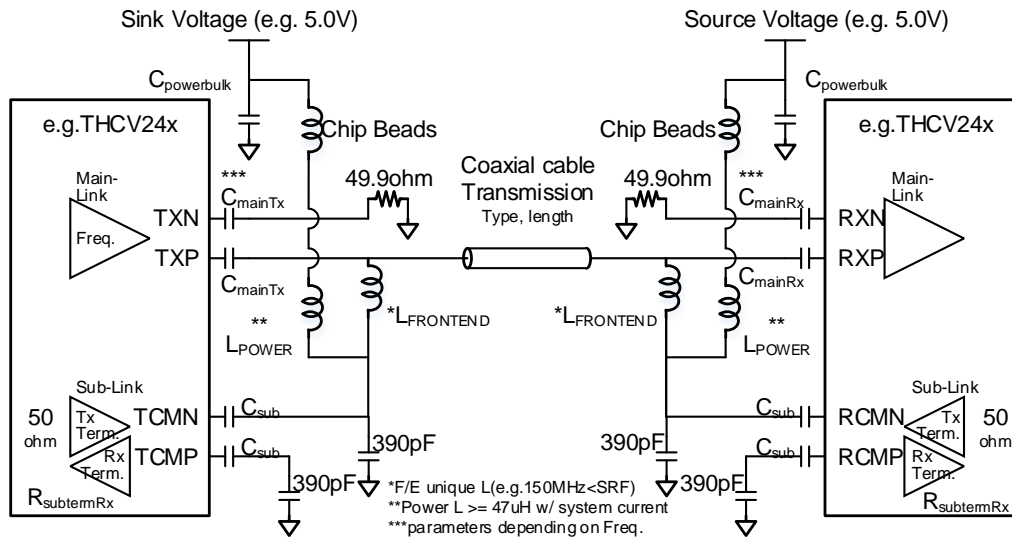 Sink Voltage (e.g. 5.0V)
Source Voltage (e.g. 5.0V)
Cpowerbulk
Cpowerbulk
e.g.THCV24x
Chip Beads
Chip Beads
e.g.THCV24x
Main-
Link
Freq.
***
CmainTx
TXN
TXP
CmainTx
49.9ohm
Coaxial cable
Transmission
Type, length
49.9ohm
***
CmainRx
RXN
RXP
CmainRx
Main-
Link
**
LPOWER
*LFRONTEND
*LFRONTEND
**
LPOWER
Sub-Link
50
ohm
Tx
Term.
Rx
Term.
TCMN
TCMP
RsubtermRx
Csub
Csub
390pF
390pF
Csub
Csub
390pF
390pF
Sub-Link
RCMN
RCMP
Tx
Term.
Rx
Term.
50
ohm
RsubtermRx
*F/E unique L(e.g.150MHz<SRF)
**Power L >= 47uH w/ system current
***parameters depending on Freq.